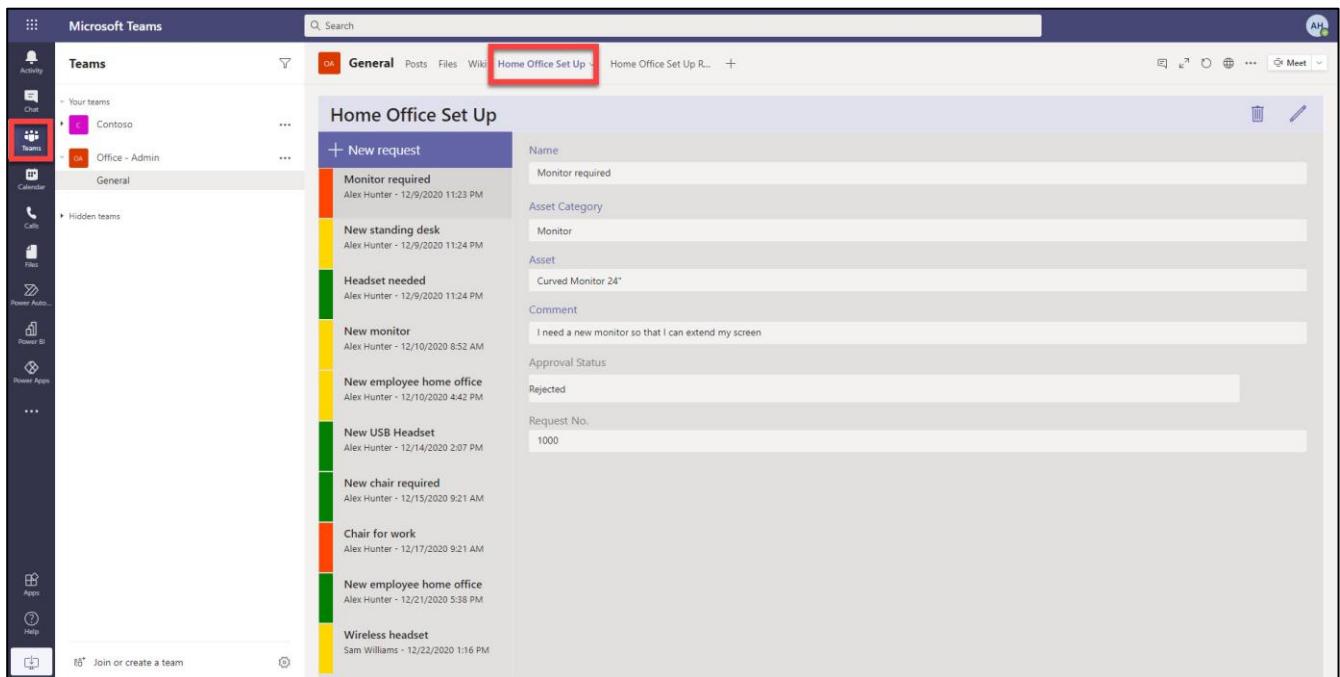 Microsoft Teams
Search
AH
Activity
Chat
Teams
Calendar
Calls
Files
Power Auto...
Power BI
Power Apps
Apps
Help
Teams
Your teams
C Contoso
OA Office - Admin
General
Hidden teams
Join or create a team
OA General Posts Files Wiki Home Office Set Up Home Office Set Up R... +
Meet
Home Office Set Up
+ New request
Monitor required
Alex Hunter - 12/9/2020 11:23 PM
New standing desk
Alex Hunter - 12/9/2020 11:24 PM
Headset needed
Alex Hunter - 12/9/2020 11:24 PM
New monitor
Alex Hunter - 12/10/2020 8:52 AM
New employee home office
Alex Hunter - 12/10/2020 4:42 PM
New USB Headset
Alex Hunter - 12/14/2020 2:07 PM
New chair required
Alex Hunter - 12/15/2020 9:21 AM
Chair for work
Alex Hunter - 12/17/2020 9:21 AM
New employee home office
Alex Hunter - 12/21/2020 5:38 PM
Wireless headset
Sam Williams - 12/22/2020 1:16 PM
Name
Monitor required
Asset Category
Monitor
Asset
Curved Monitor 24"
Comment
I need a new monitor so that I can extend my screen
Approval Status
Rejected
Request No.
1000